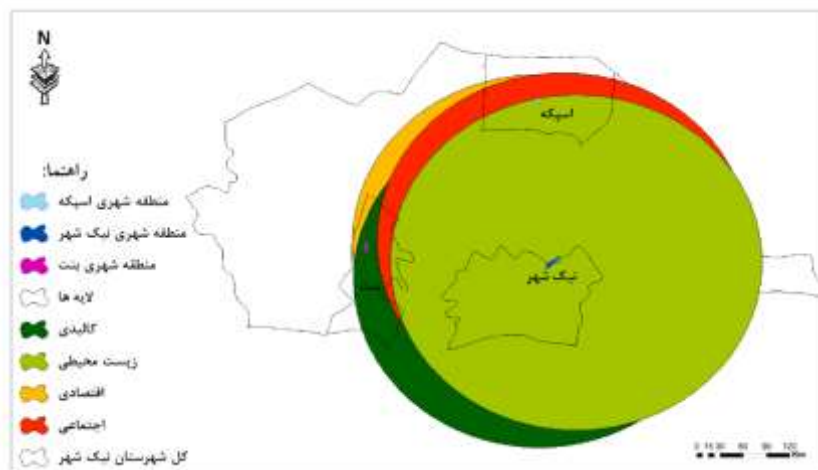 N
اسپکه
نیک شهر
راهنما:
منطقه شهری اسپکه
منطقه شهری نیک شهر
منطقه شهری بنت
لایه ها
کالبدی
زیست محیطی
اقتصادی
اجتماعی
کل شهرستان نیک شهر